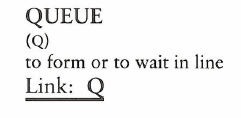 QUEUE
(Q)
to form or to wait in line
Link: Q